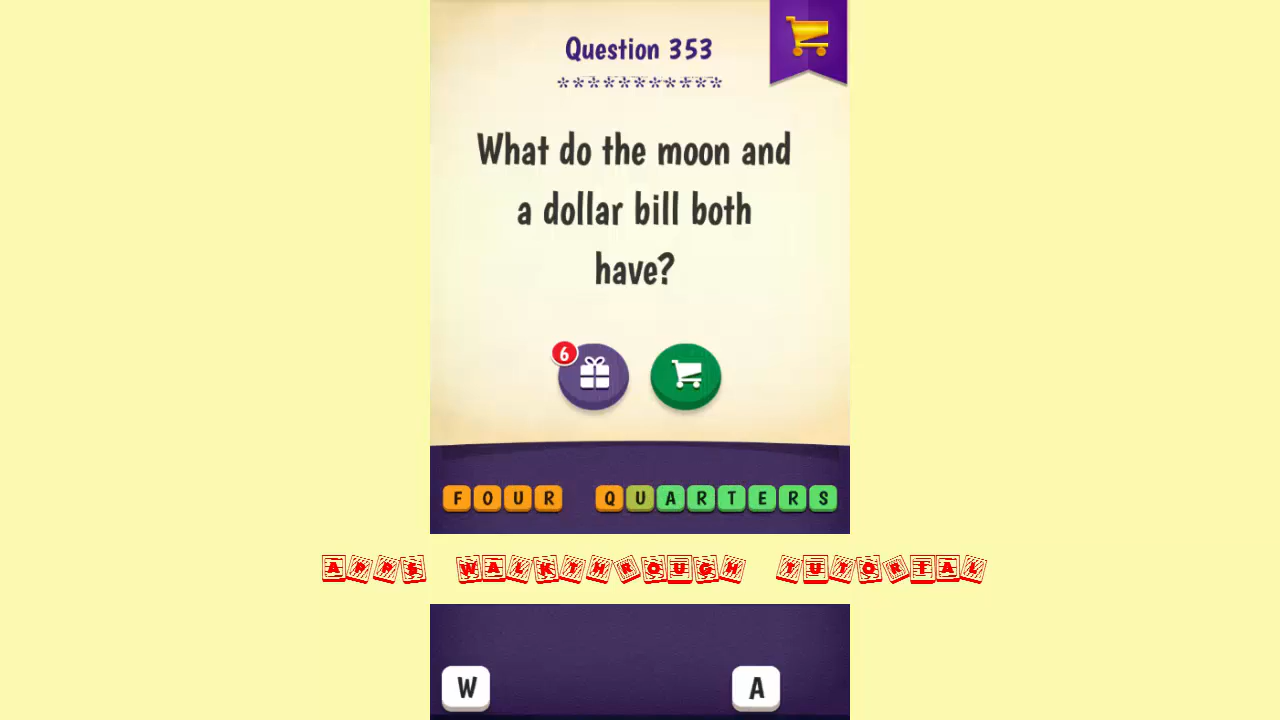 Question 353
***********
What do the moon and
a dollar bill both
have?
6
FOUR QUARTERS
APPS WALKTHROUGH TUTORIAL
W A